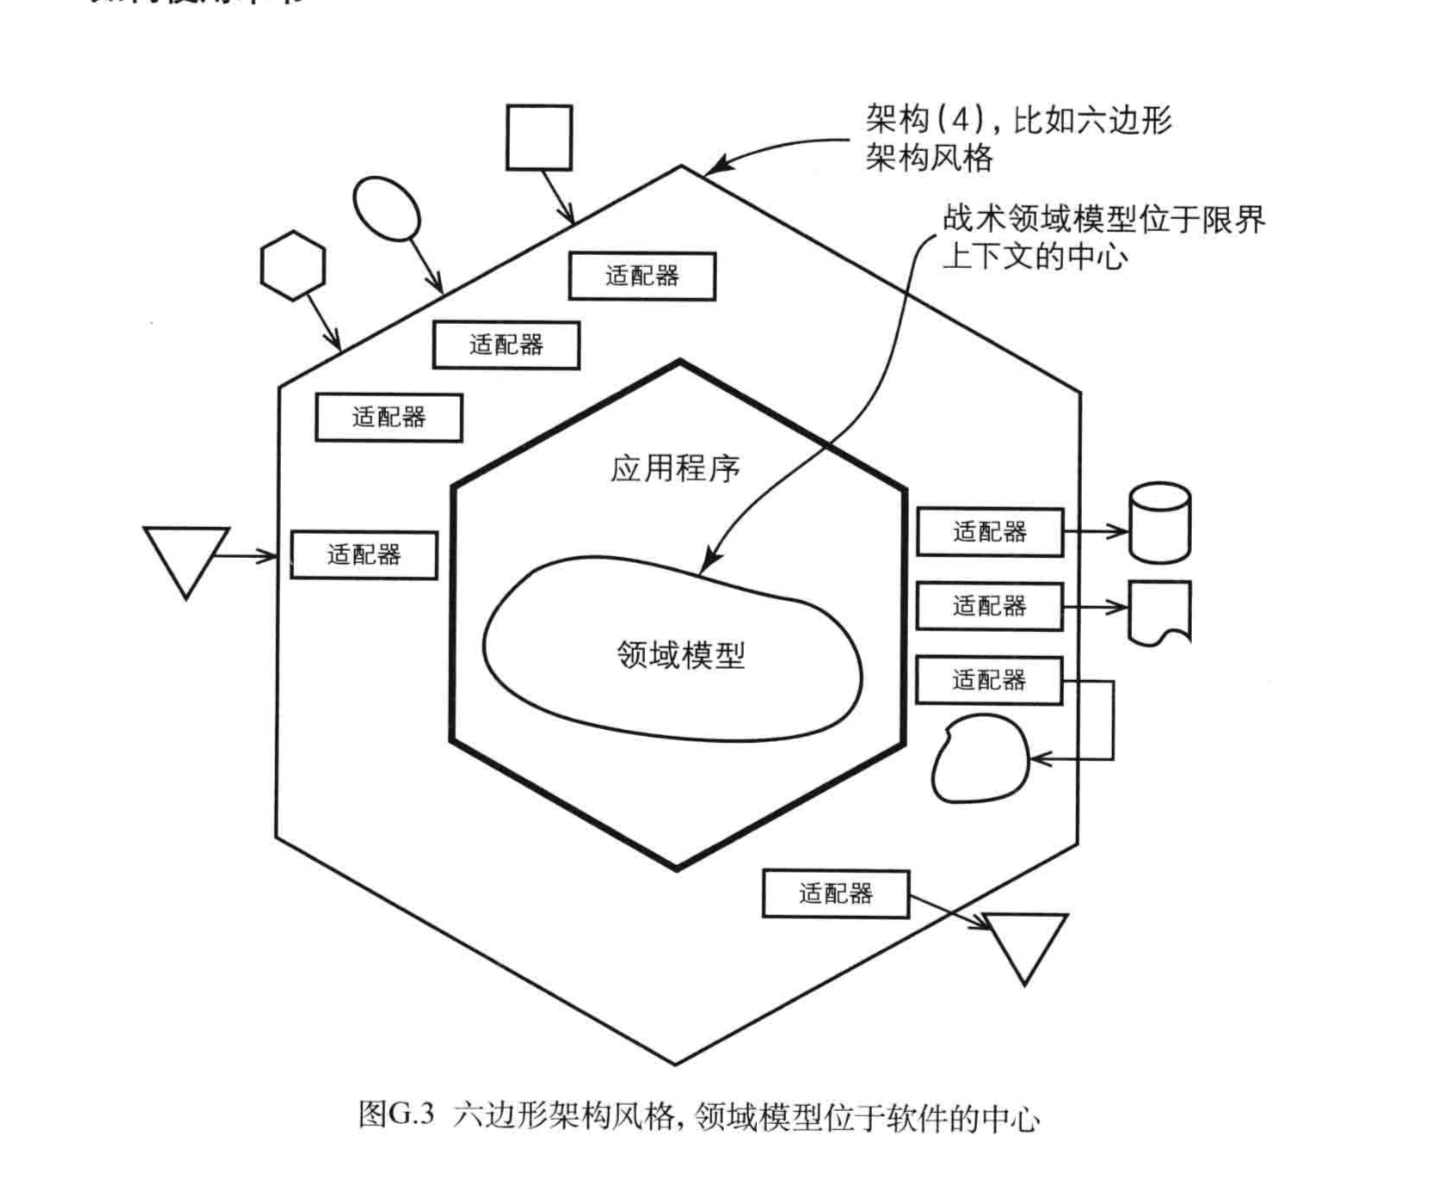 架构(4), 比如六边形
架构风格
战术领域模型位于限界
上下文的中心
适配器
适配器
适配器
应用程序
适配器
适配器
适配器
领域模型
适配器
适配器
图G.3 六边形架构风格, 领域模型位于软件的中心